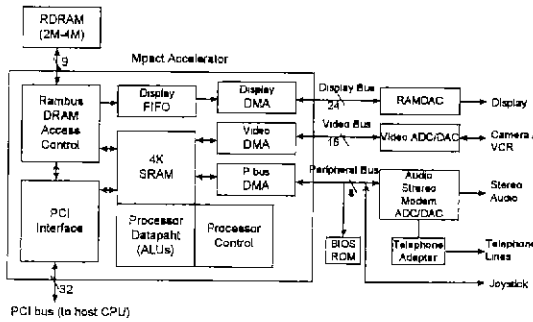 RDRAM
(2M-4M)
9
Mpact Accelerator
Rambus
DRAM
Access
Control
Display
FIFO
Display
DMA
Display Bus
24
RAMDAC
Display
Video
DMA
Video Bus
16
Video ADC/DAC
Camera /
VCR
4K
SRAM
P bus
DMA
Peripheral Bus
8
Audio
Stereo
Modem
ADC/DAC
Stereo
Audio
PCI
Interface
Processor
Datapaht
(ALUs)
Processor
Control
BIOS
ROM
Telephone
Adapter
Telephone
Lines
Joystick
32
PCI bus (to host CPU)